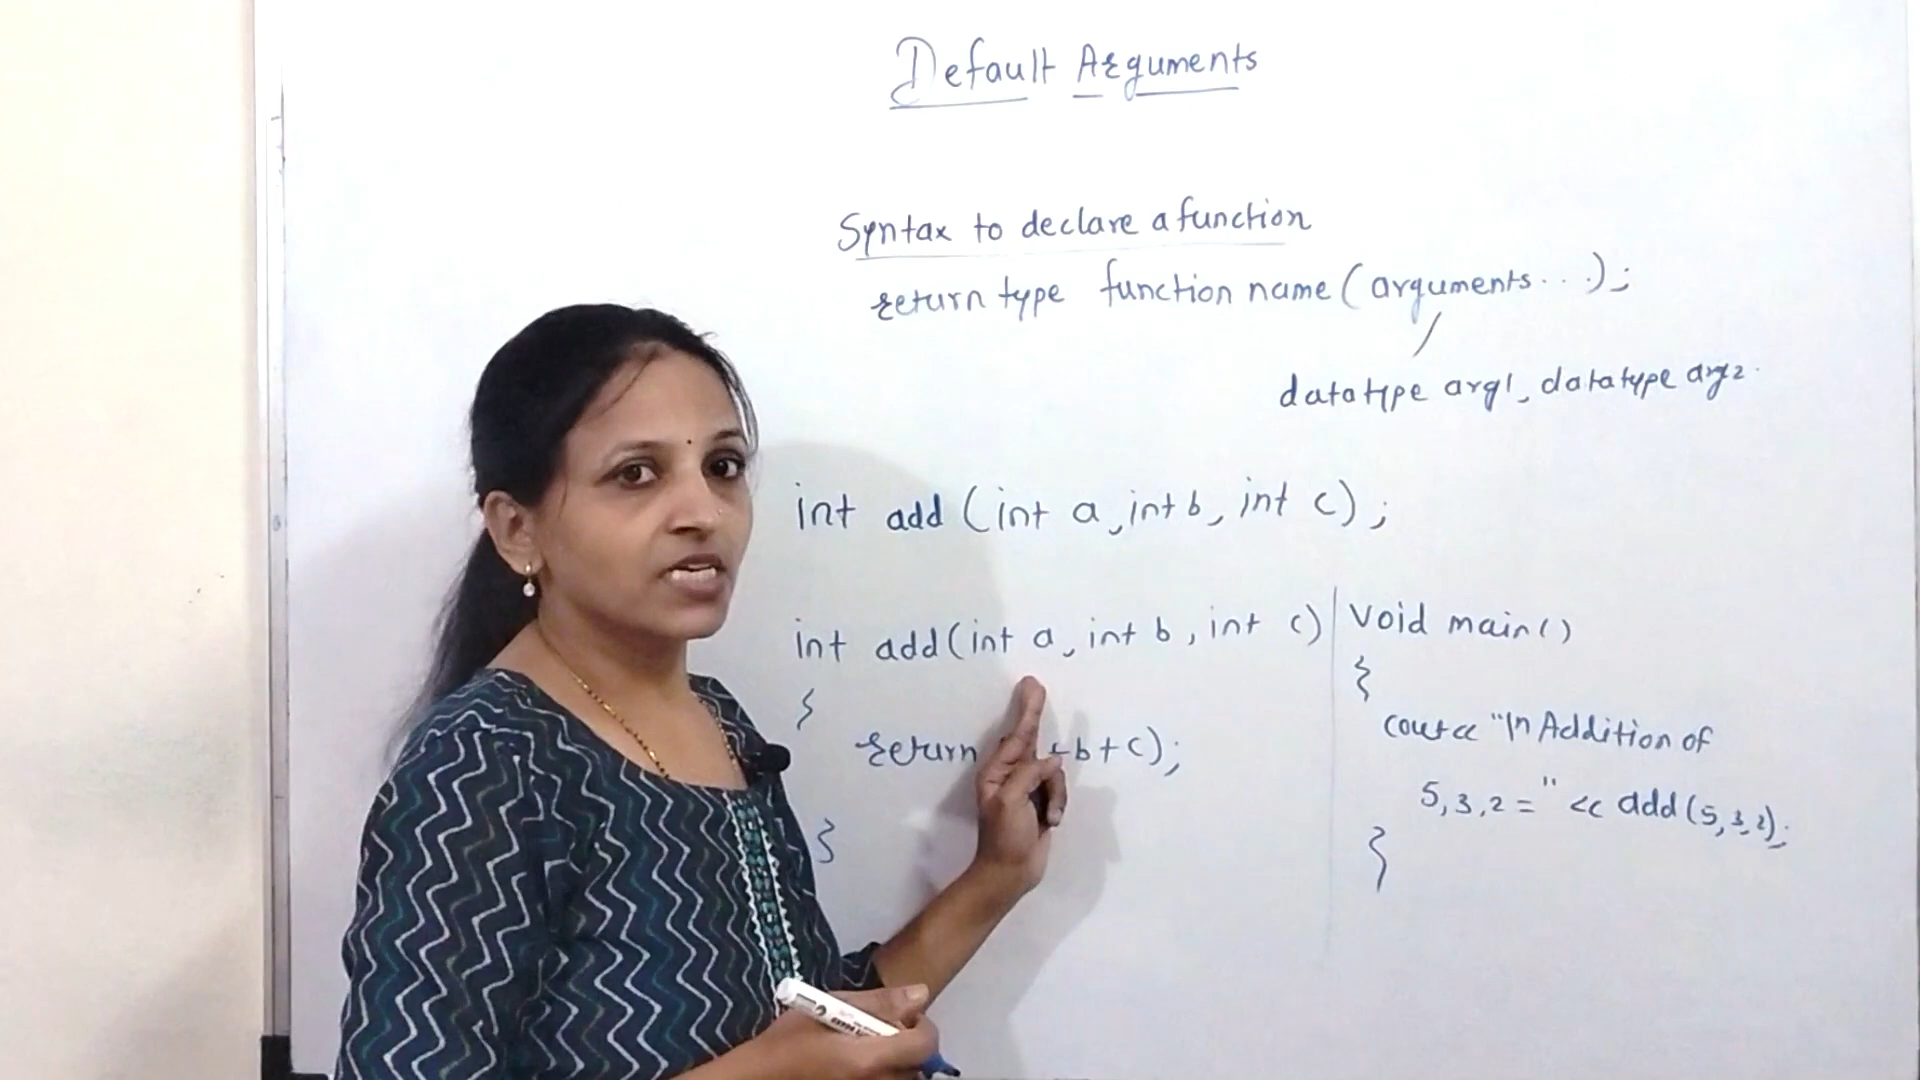 Default Arguments
Syntax to declare a function
return type function name (arguments...);
datatype arg1, datatype arg2.
int add (int a, int b, int c);
int add (int a, int b, int c)
{
return +b+c);
}
void main()
{
cout<< "\n Addition of
5,3,2 = " << add (5,3,2);
}